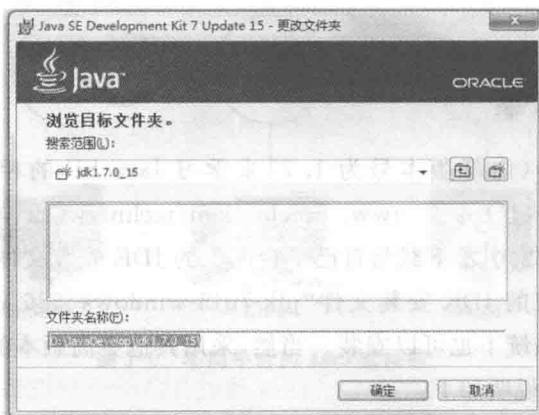 Java SE Development Kit 7 Update 15 - 更改文件夹
Java
ORACLE
浏览目标文件夹。
搜索范围(L):
jdk1.7.0_15
文件夹名称(F):
D:\JavaDevelop\jdk1.7.0_15\
确定
取消